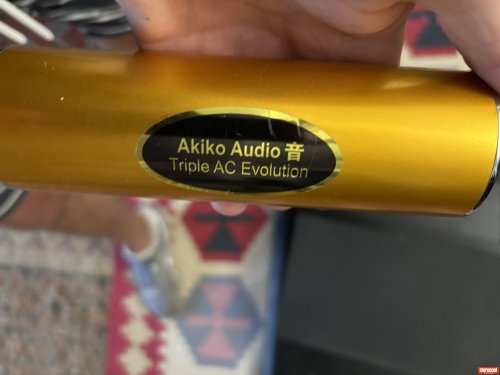 Akiko Audio 音
Triple AC Evolution